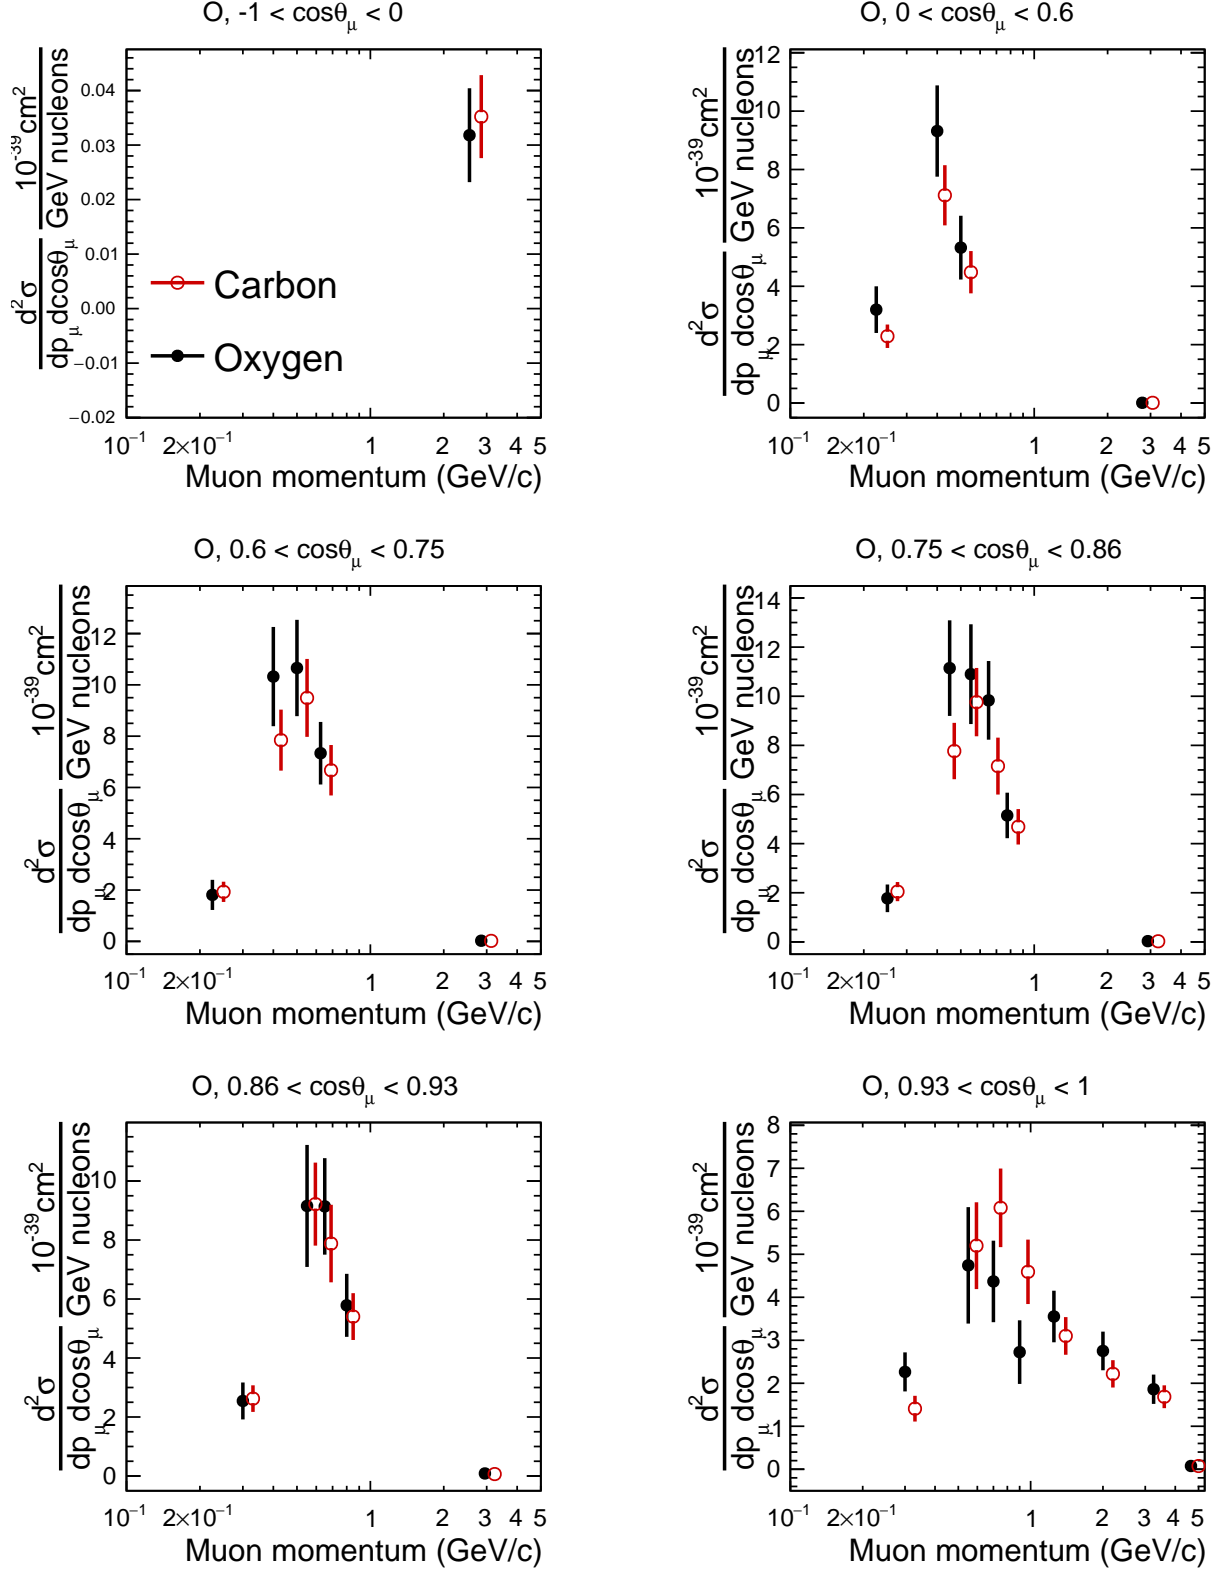 O, -1 < cosθμ < 0
d²σ / dpμ dcosθμ 10⁻³⁹cm² / GeV nucleons
0.04
0.03
0.02
0.01
0.00
−0.01
−0.02
Carbon
Oxygen
10⁻¹ 2×10⁻¹ 1 2 3 4 5
Muon momentum (GeV/c)
O, 0 < cosθμ < 0.6
d²σ / dpμ dcosθμ 10⁻³⁹cm² / GeV nucleons
12
10
8
6
4
2
0
10⁻¹ 2×10⁻¹ 1 2 3 4 5
Muon momentum (GeV/c)
O, 0.6 < cosθμ < 0.75
d²σ / dpμ dcosθμ 10⁻³⁹cm² / GeV nucleons
12
10
8
6
4
2
0
10⁻¹ 2×10⁻¹ 1 2 3 4 5
Muon momentum (GeV/c)
O, 0.75 < cosθμ < 0.86
d²σ / dpμ dcosθμ 10⁻³⁹cm² / GeV nucleons
14
12
10
8
6
4
2
0
10⁻¹ 2×10⁻¹ 1 2 3 4 5
Muon momentum (GeV/c)
O, 0.86 < cosθμ < 0.93
d²σ / dpμ dcosθμ 10⁻³⁹cm² / GeV nucleons
10
8
6
4
2
0
10⁻¹ 2×10⁻¹ 1 2 3 4 5
Muon momentum (GeV/c)
O, 0.93 < cosθμ < 1
d²σ / dpμ dcosθμ 10⁻³⁹cm² / GeV nucleons
8
7
6
5
4
3
2
1
0
10⁻¹ 2×10⁻¹ 1 2 3 4 5
Muon momentum (GeV/c)